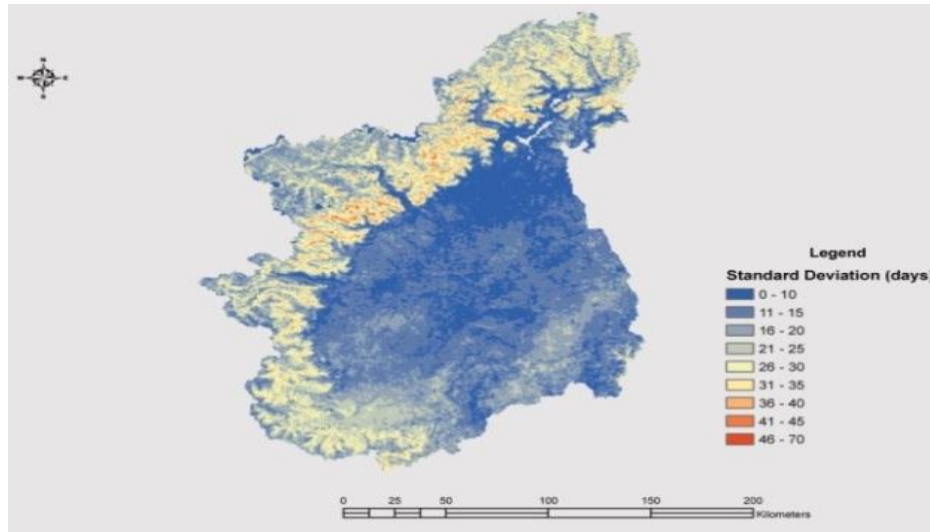 N
W E
S
Legend
Standard Deviation (days)
0 - 10
11 - 15
16 - 20
21 - 25
26 - 30
31 - 35
36 - 40
41 - 45
46 - 70
0 25 50 100 150 200
Kilometers